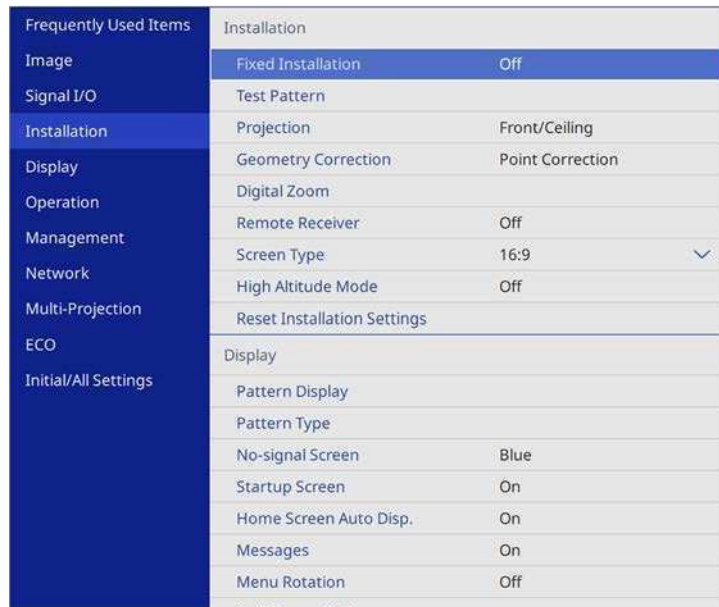 Frequently Used Items
Image
Signal I/O
Installation
Display
Operation
Management
Network
Multi-Projection
ECO
Initial/All Settings
Installation
Fixed Installation Off
Test Pattern
Projection Front/Ceiling
Geometry Correction Point Correction
Digital Zoom
Remote Receiver Off
Screen Type 16:9
High Altitude Mode Off
Reset Installation Settings
Display
Pattern Display
Pattern Type
No-signal Screen Blue
Startup Screen On
Home Screen Auto Disp. On
Messages On
Menu Rotation Off